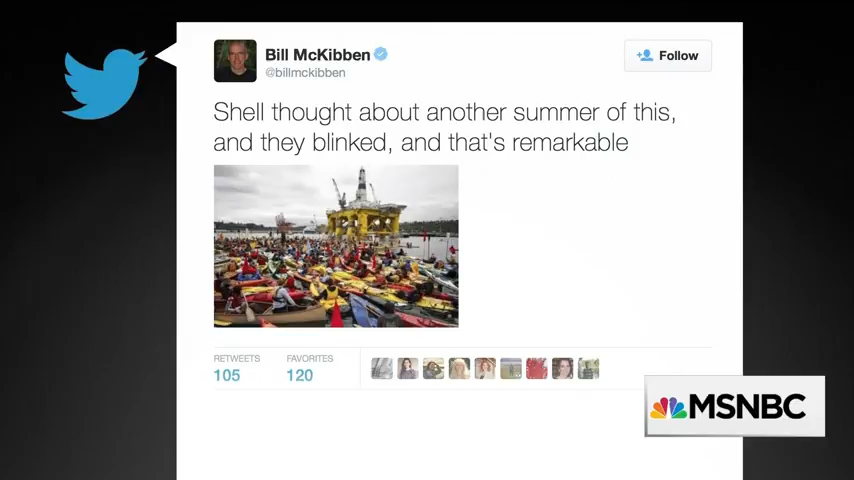 Bill McKibben
@billmckibben
Follow
Shell thought about another summer of this,
and they blinked, and that's remarkable
RETWEETS
FAVORITES
105
120
MSNBC